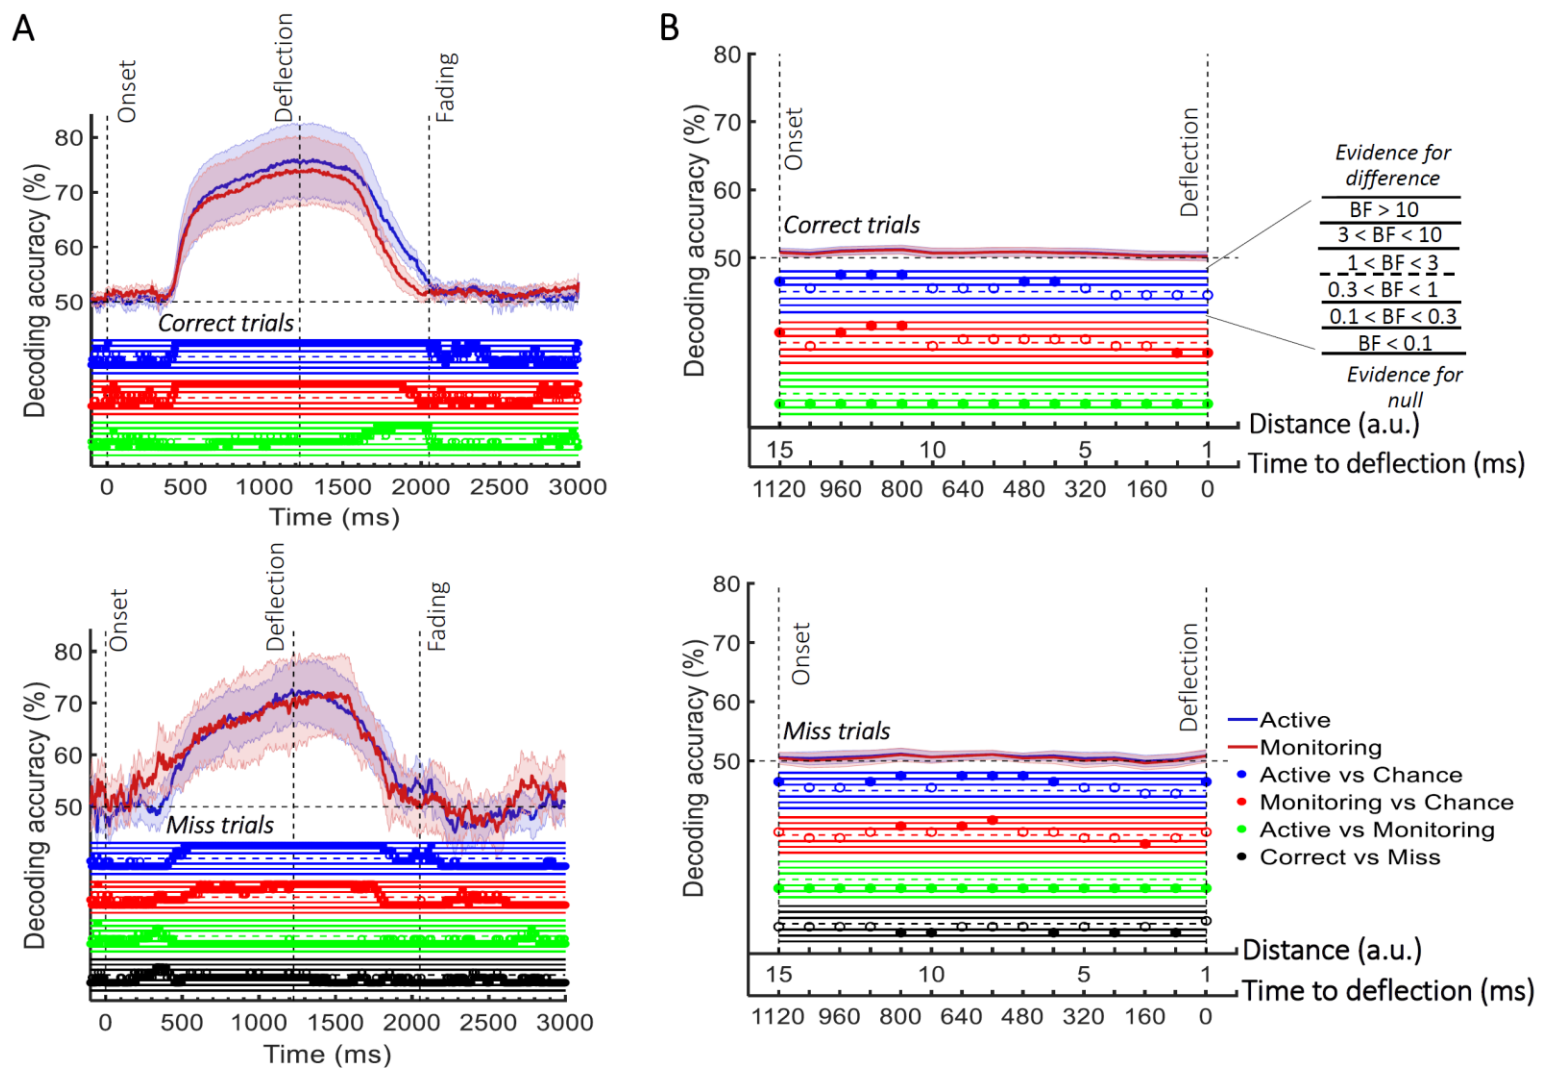 A
Onset
Deflection
Fading
Decoding accuracy (%)
80
70
60
50
Correct trials
0 500 1000 1500 2000 2500 3000
Time (ms)
B
Onset
Deflection
Decoding accuracy (%)
80
70
60
50
Correct trials
Evidence for
difference
BF > 10
3 < BF < 10
1 < BF < 3
0.3 < BF < 1
0.1 < BF < 0.3
BF < 0.1
Evidence for
null
15 10 5 1
Distance (a.u.)
Time to deflection (ms)
1120 960 800 640 480 320 160 0
Onset
Deflection
Fading
Decoding accuracy (%)
80
70
60
50
Miss trials
0 500 1000 1500 2000 2500 3000
Time (ms)
Onset
Deflection
Decoding accuracy (%)
80
70
60
50
Miss trials
Active
Monitoring
Active vs Chance
Monitoring vs Chance
Active vs Monitoring
Correct vs Miss
15 10 5 1
Distance (a.u.)
Time to deflection (ms)
1120 960 800 640 480 320 160 0